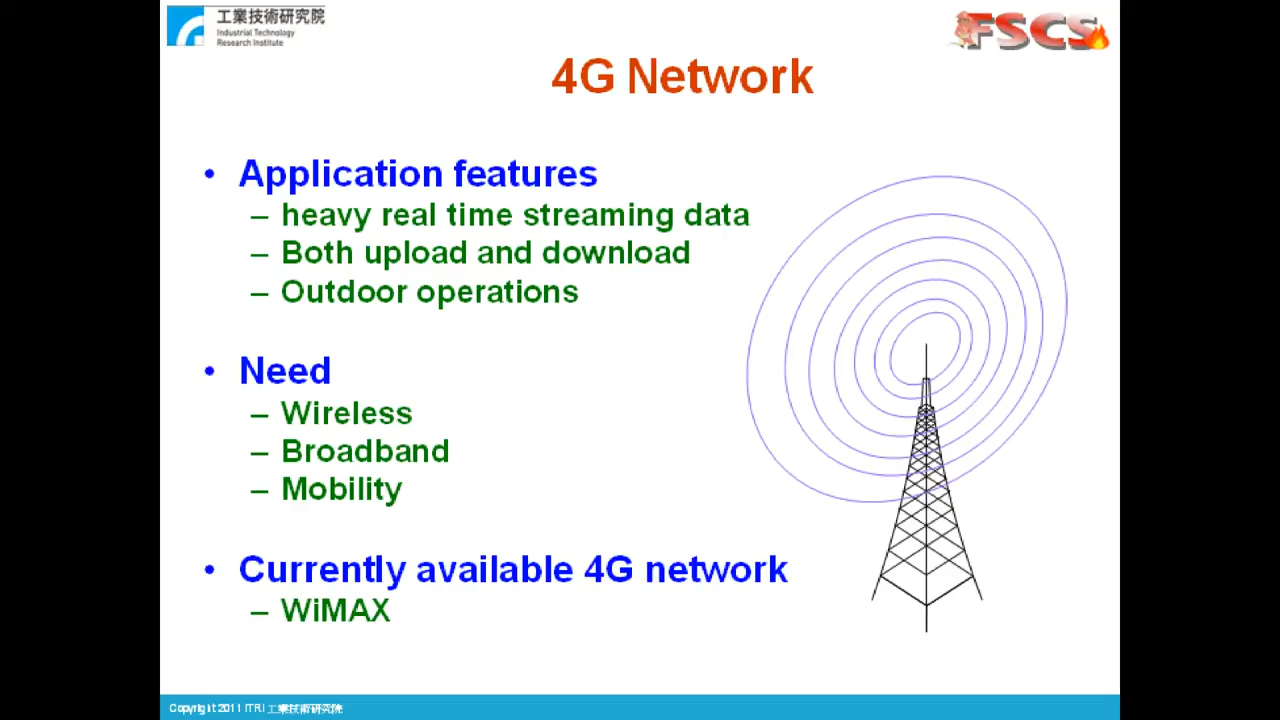 工業技術研究院
Industrial Technology
Research Institute
FSCS
4G Network
• Application features
– heavy real time streaming data
– Both upload and download
– Outdoor operations
• Need
– Wireless
– Broadband
– Mobility
• Currently available 4G network
– WiMAX
Copyright 2011 ITRI 工業技術研究院